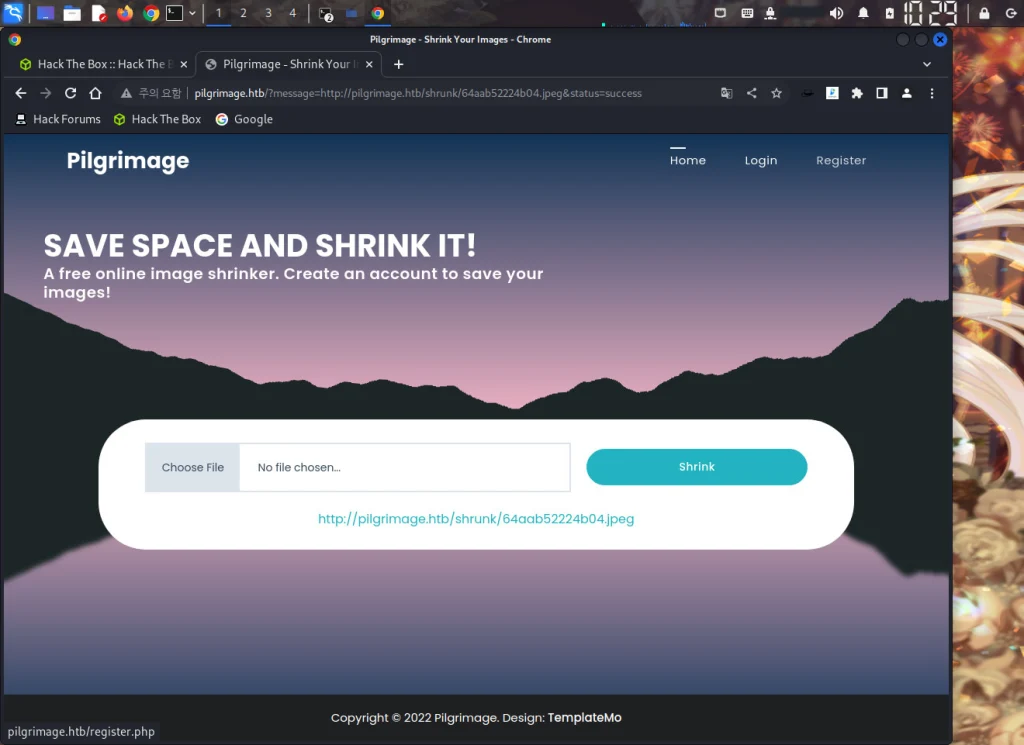 1 2 3 4 2 10:29
Pilgrimage - Shrink Your Images - Chrome
Hack The Box :: Hack The B Pilgrimage - Shrink Your I
주의 요함 pilgrimage.htb/?message=http://pilgrimage.htb/shrunk/64aab52224b04.jpeg&status=success
Hack Forums Hack The Box Google
Pilgrimage Home Login Register
SAVE SPACE AND SHRINK IT!
A free online image shrinker. Create an account to save your
images!
Choose File No file chosen... Shrink
http://pilgrimage.htb/shrunk/64aab52224b04.jpeg
Copyright © 2022 Pilgrimage. Design: TemplateMo
pilgrimage.htb/register.php